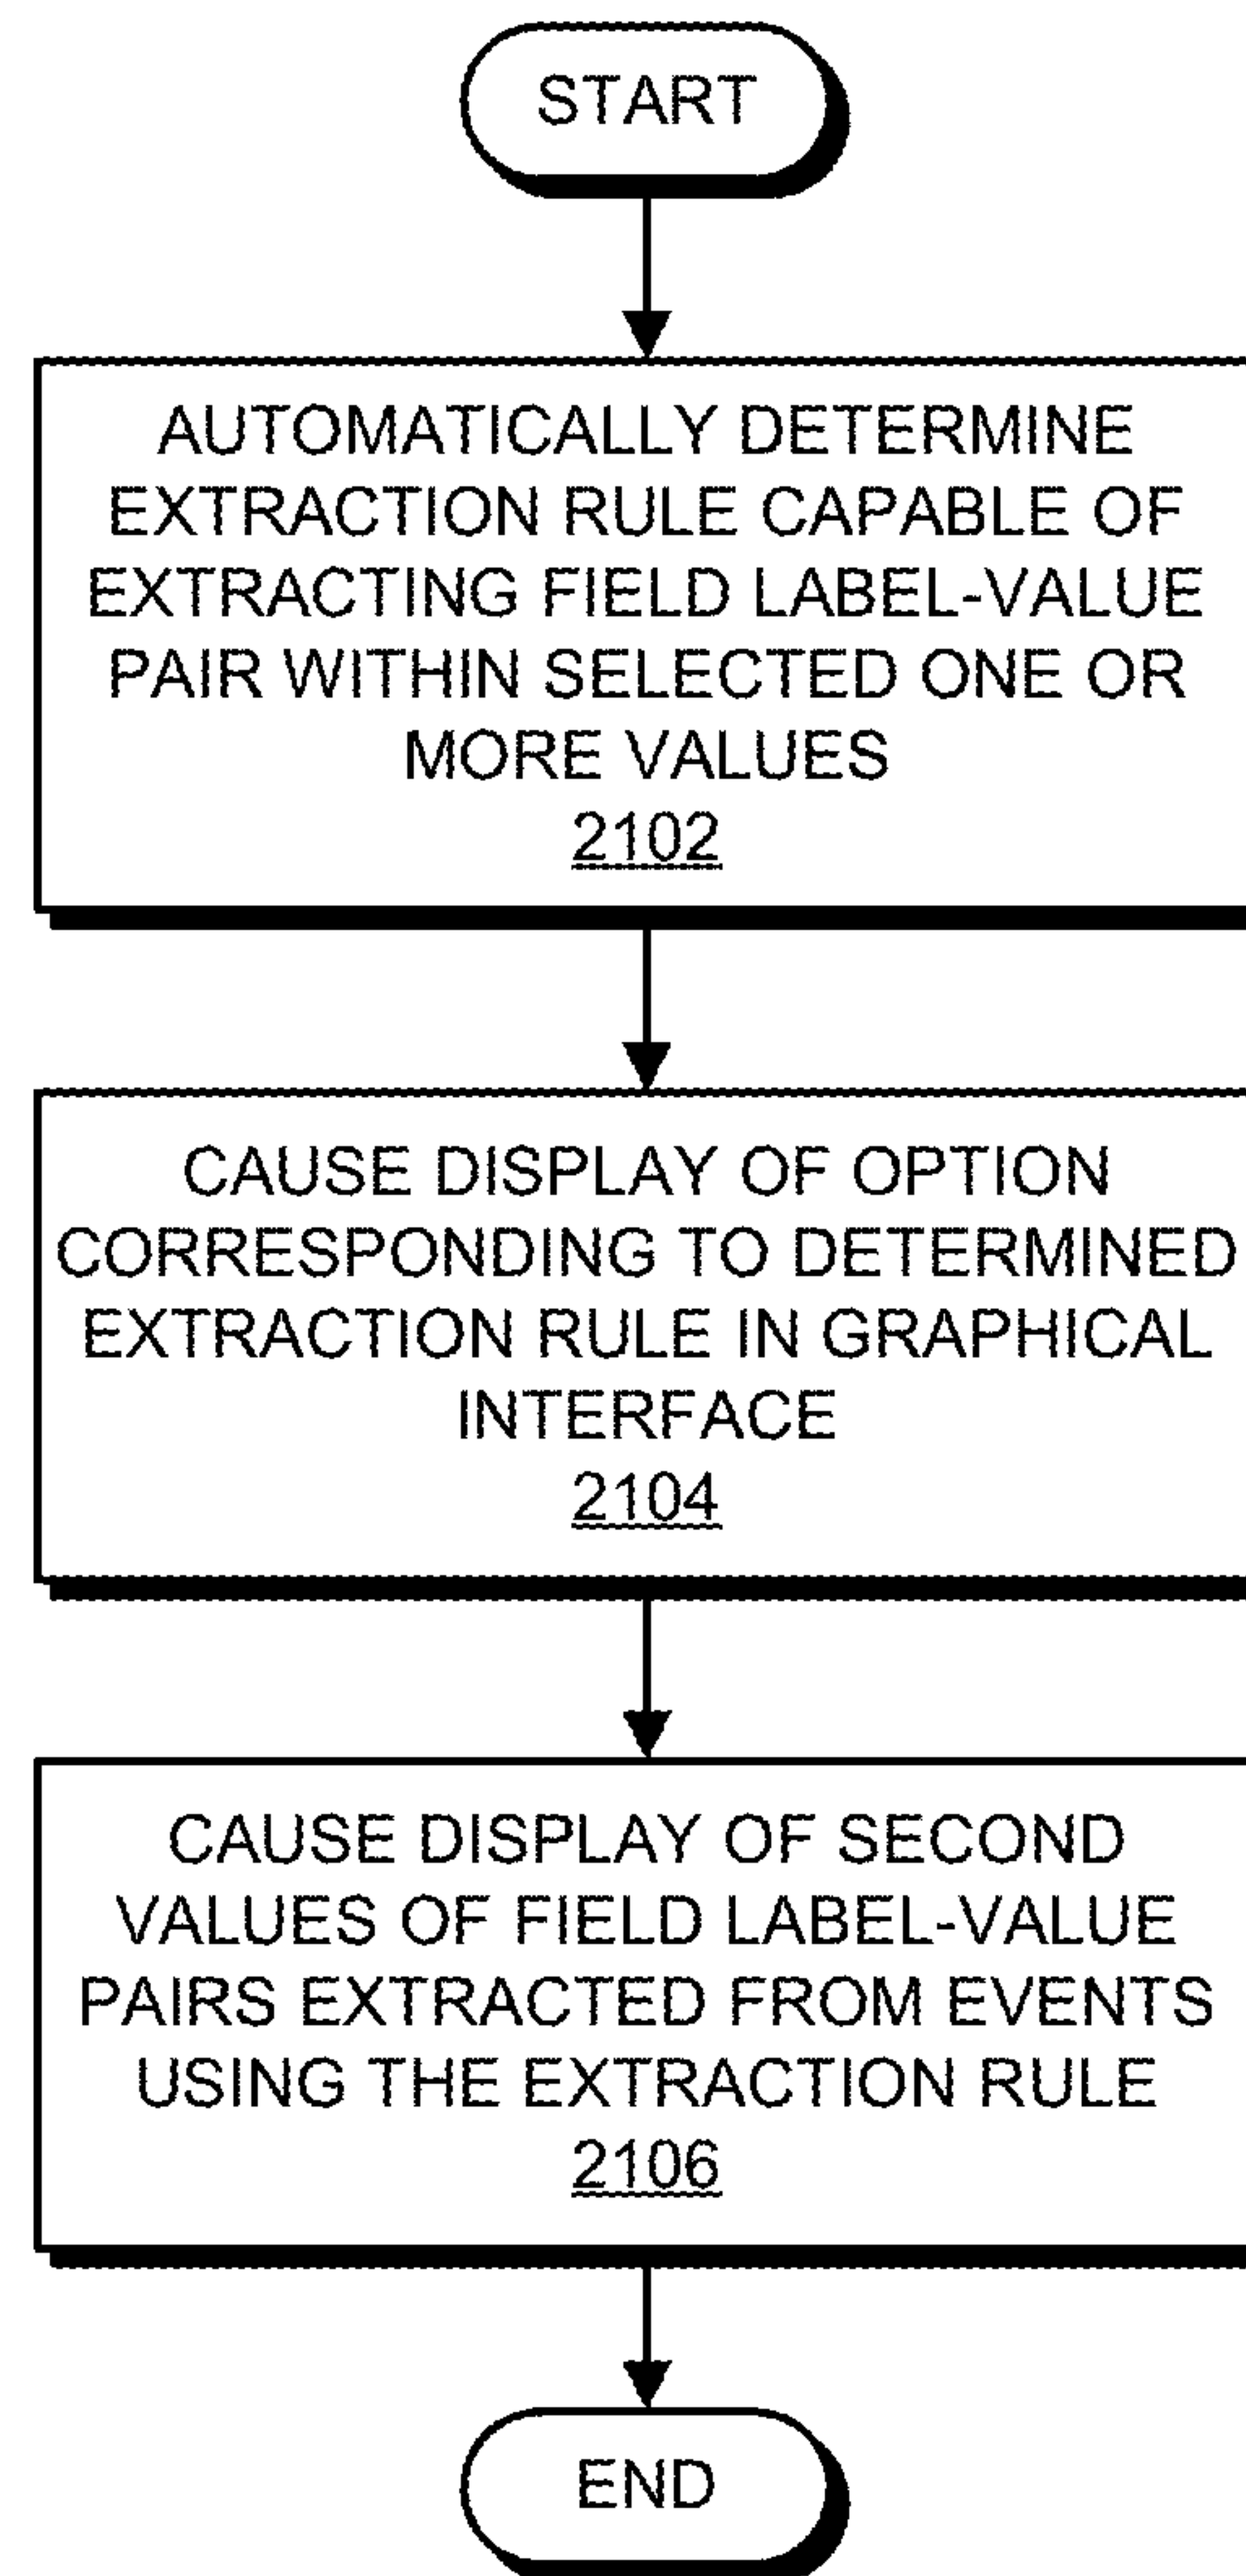 START
AUTOMATICALLY DETERMINE
EXTRACTION RULE CAPABLE OF
EXTRACTING FIELD LABEL-VALUE
PAIR WITHIN SELECTED ONE OR
MORE VALUES
2102
CAUSE DISPLAY OF OPTION
CORRESPONDING TO DETERMINED
EXTRACTION RULE IN GRAPHICAL
INTERFACE
2104
CAUSE DISPLAY OF SECOND
VALUES OF FIELD LABEL-VALUE
PAIRS EXTRACTED FROM EVENTS
USING THE EXTRACTION RULE
2106
END